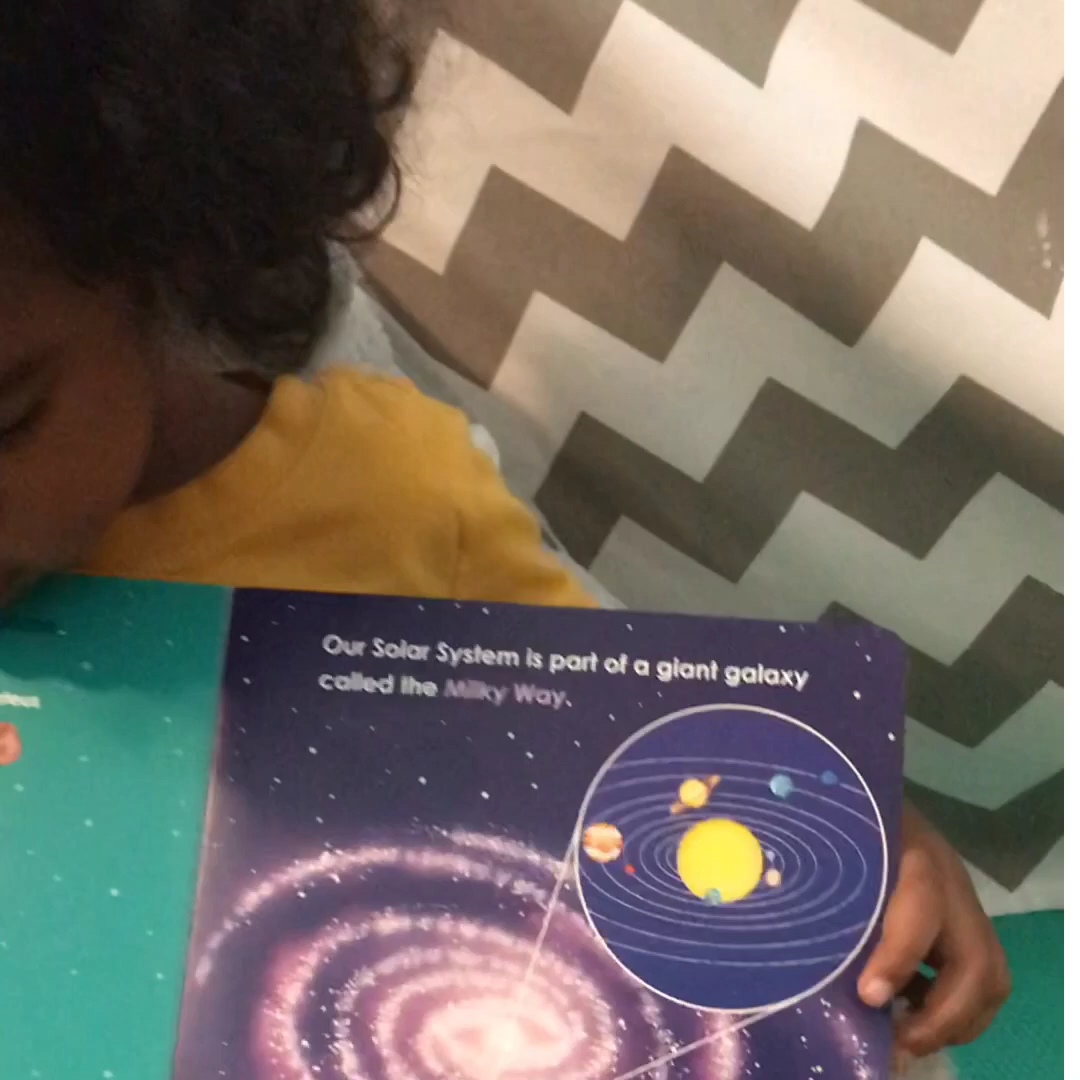 Our Solar System is part of a giant galaxy
called the Milky Way.